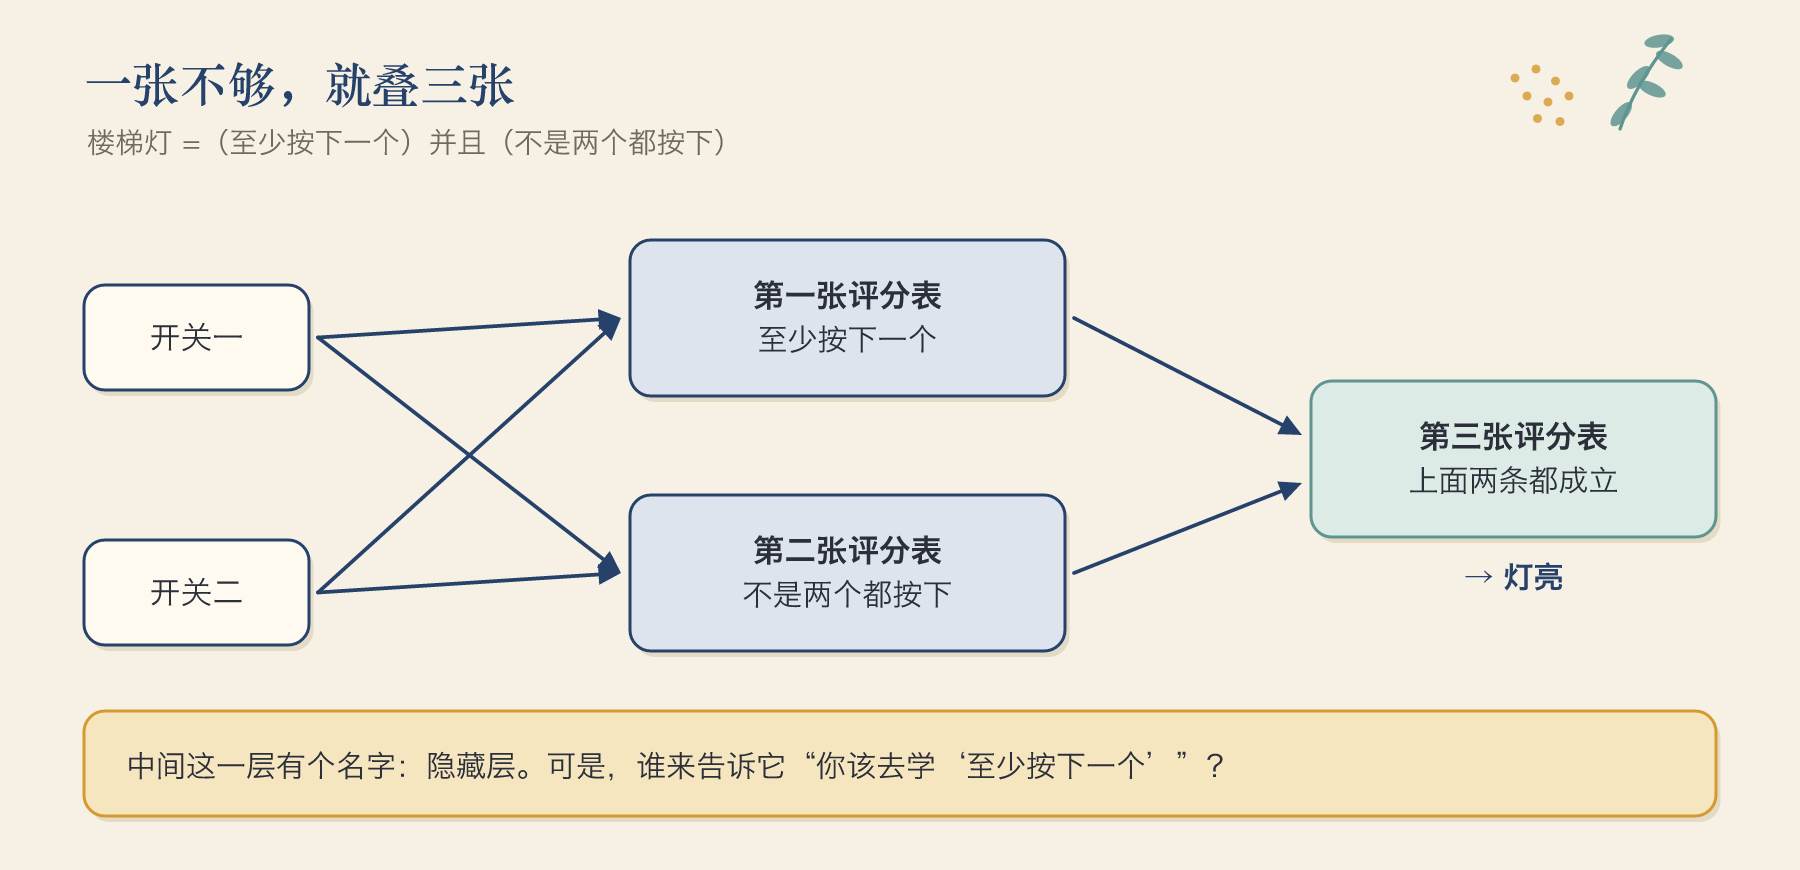 一张不够，就叠三张
楼梯灯 =（至少按下一个）并且（不是两个都按下）
开关一
第一张评分表
至少按下一个
开关二
第二张评分表
不是两个都按下
第三张评分表
上面两条都成立
→ 灯亮
中间这一层有个名字：隐藏层。可是，谁来告诉它“你该去学‘至少按下一个’”？